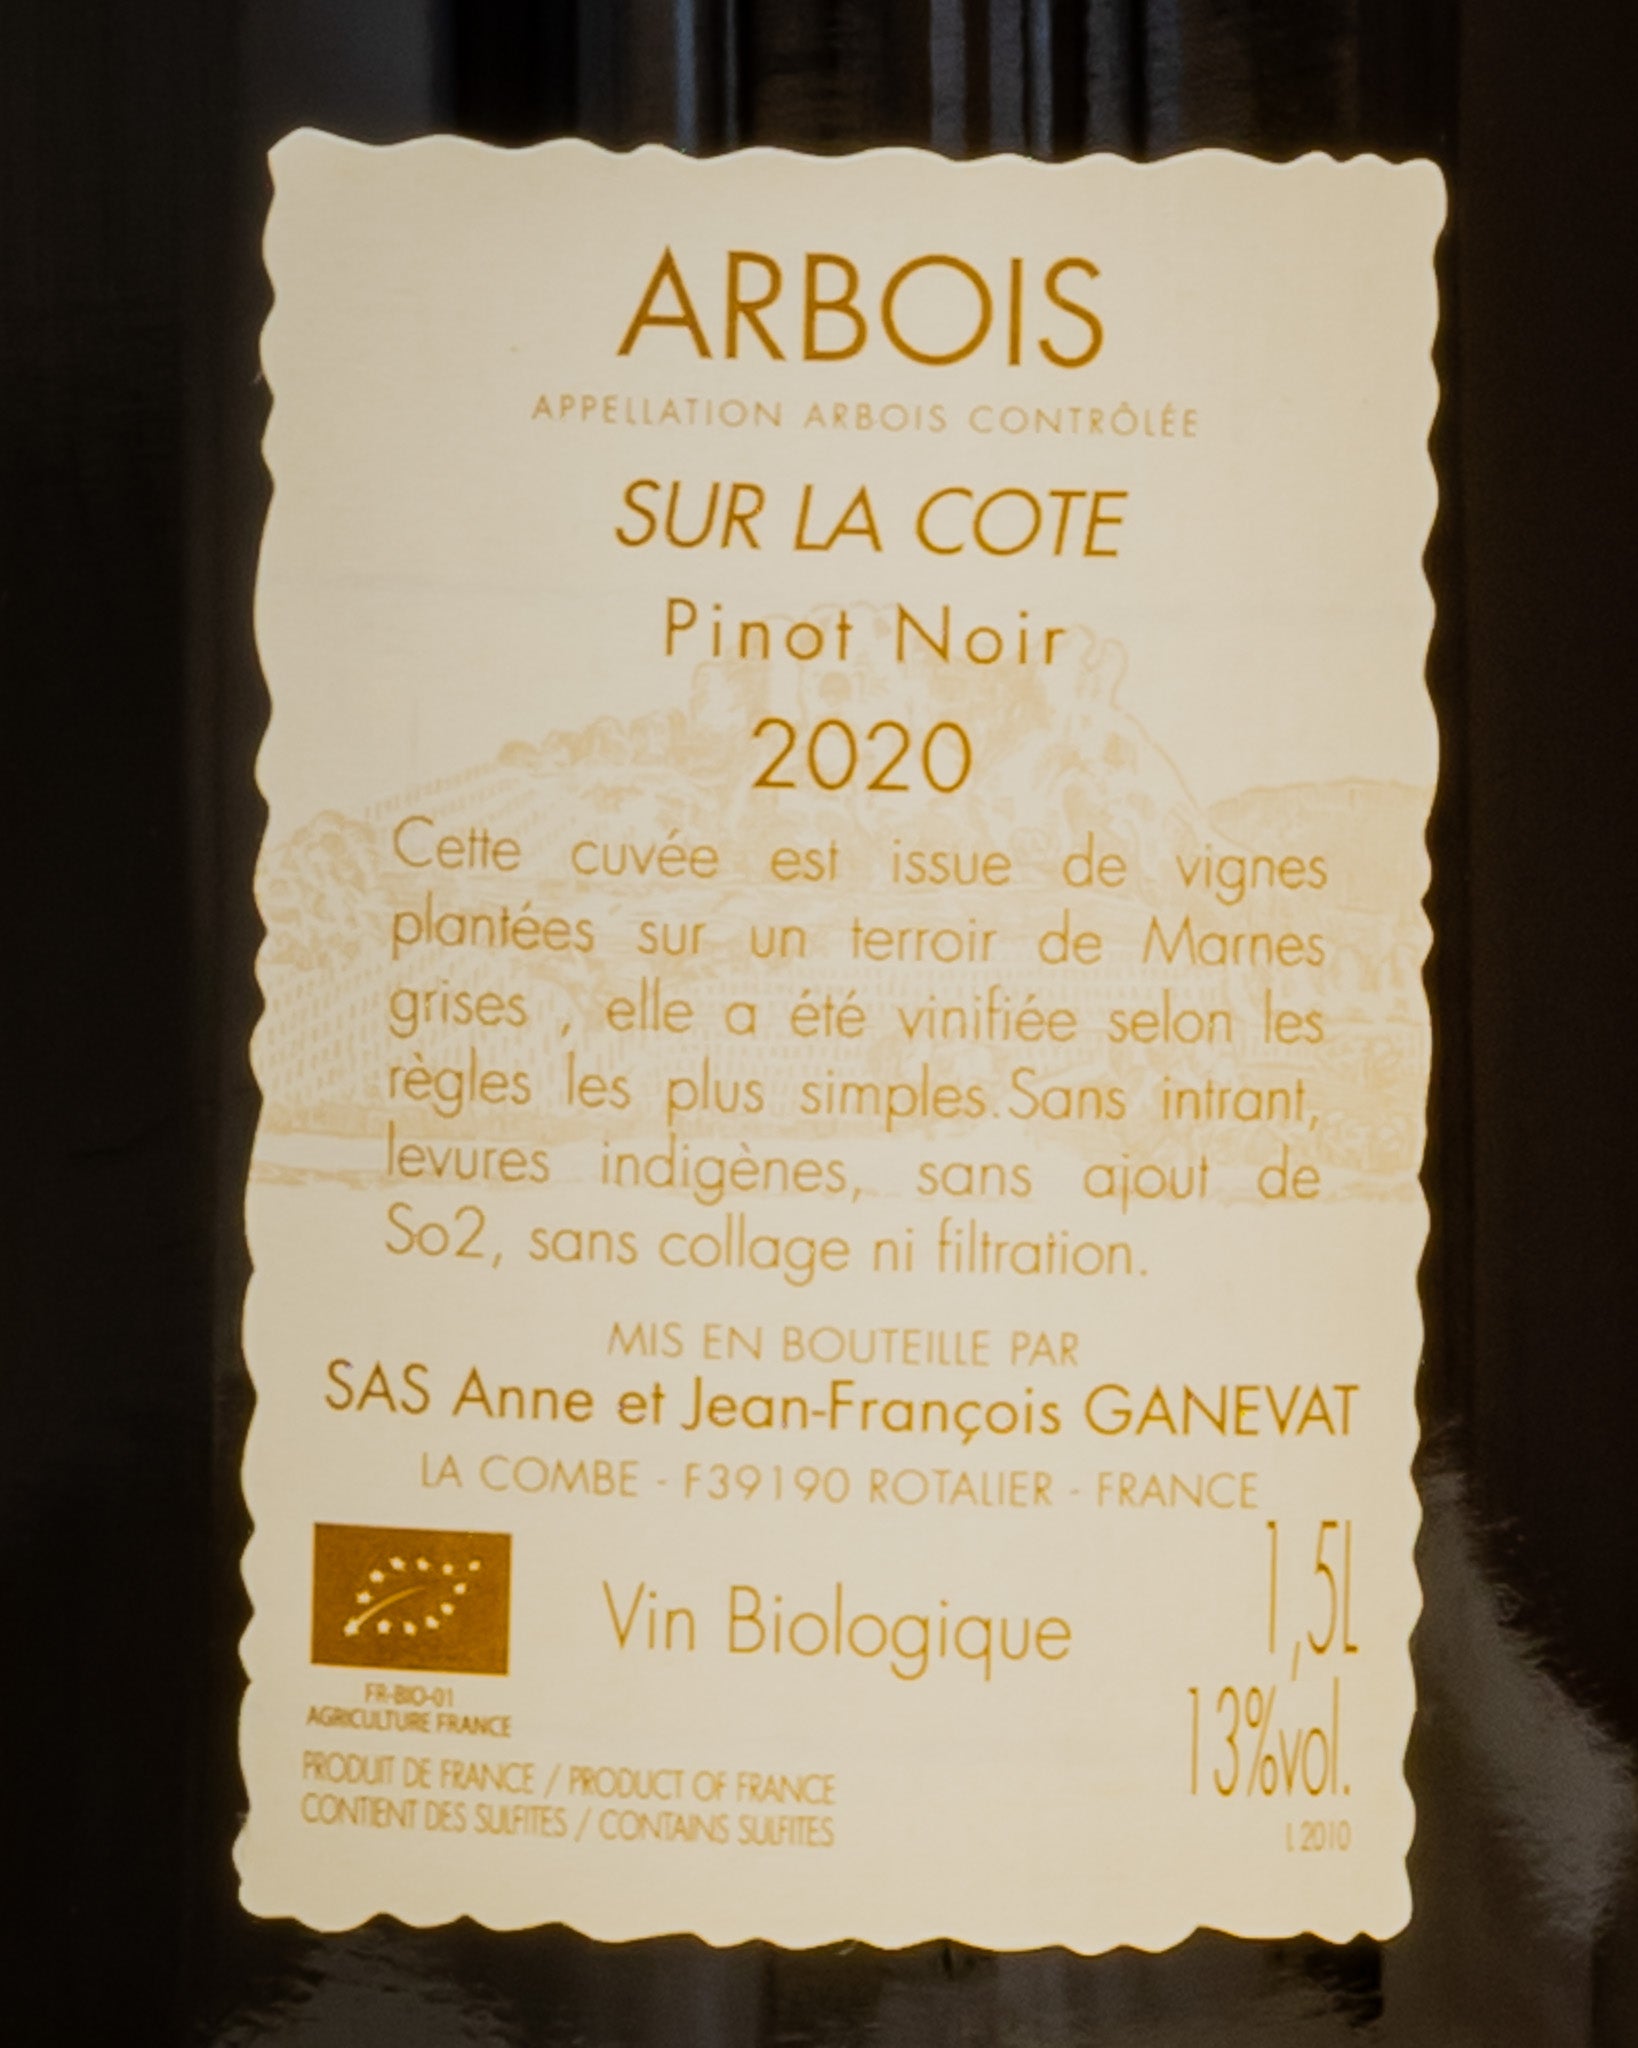 ARBOIS
APPELLATION ARBOIS CONTRÔLÉE
SUR LA COTE
Pinot Noir
2020
Cette cuvée est issue de vignes
plantées sur un terroir de Marnes
grises , elle a été vinifiée selon les
règles les plus simples.Sans intrant,
levures indigènes, sans ajout de
So2, sans collage ni filtration.
MIS EN BOUTEILLE PAR
SAS Anne et Jean-François GANEVAT
LA COMBE - F39190 ROTALIER - FRANCE
1,5L
Vin Biologique
13%vol.
FR-BIO-01
AGRICULTURE FRANCE
PRODUIT DE FRANCE / PRODUCT OF FRANCE
CONTIENT DES SULFITES / CONTAINS SULFITES
L 2010